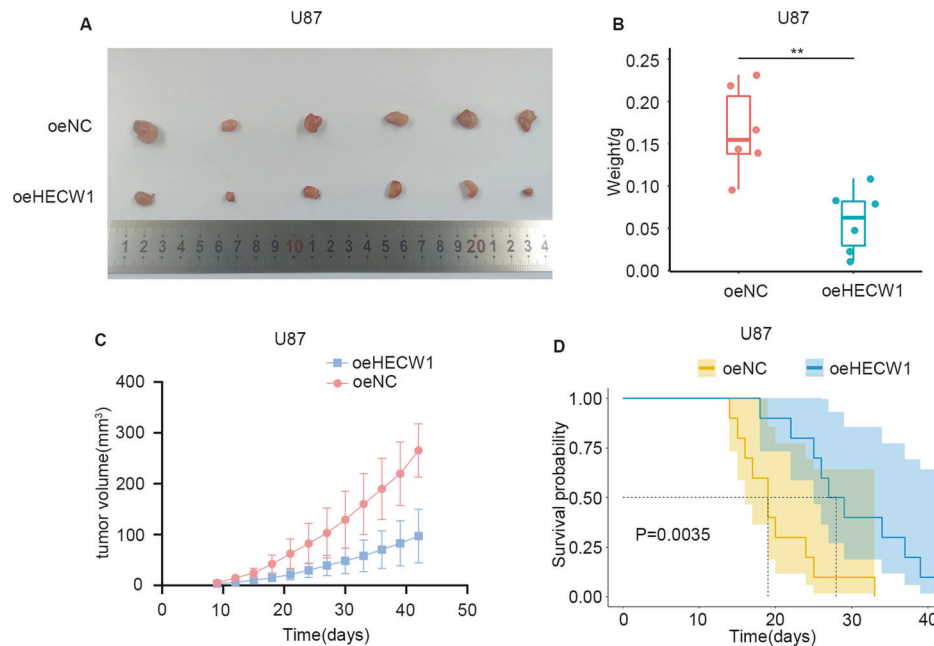 A
U87
oeNC
oeHECW1
1 2 3 4 5 6 7 8 9 10 1 2 3 4 5 6 7 8 9 20 1 2 3 4
B
U87
**
0.25
0.20
0.15
0.10
0.05
0.00
Weight/g
oeNC
oeHECW1
C
U87
oeHECW1
oeNC
400
300
200
100
0
tumor volume(mm³)
0 10 20 30 40 50
Time(days)
D
U87
oeNC
oeHECW1
1.00
0.75
0.50
0.25
0.00
Survival probability
P=0.0035
0 10 20 30 40
Time(days)